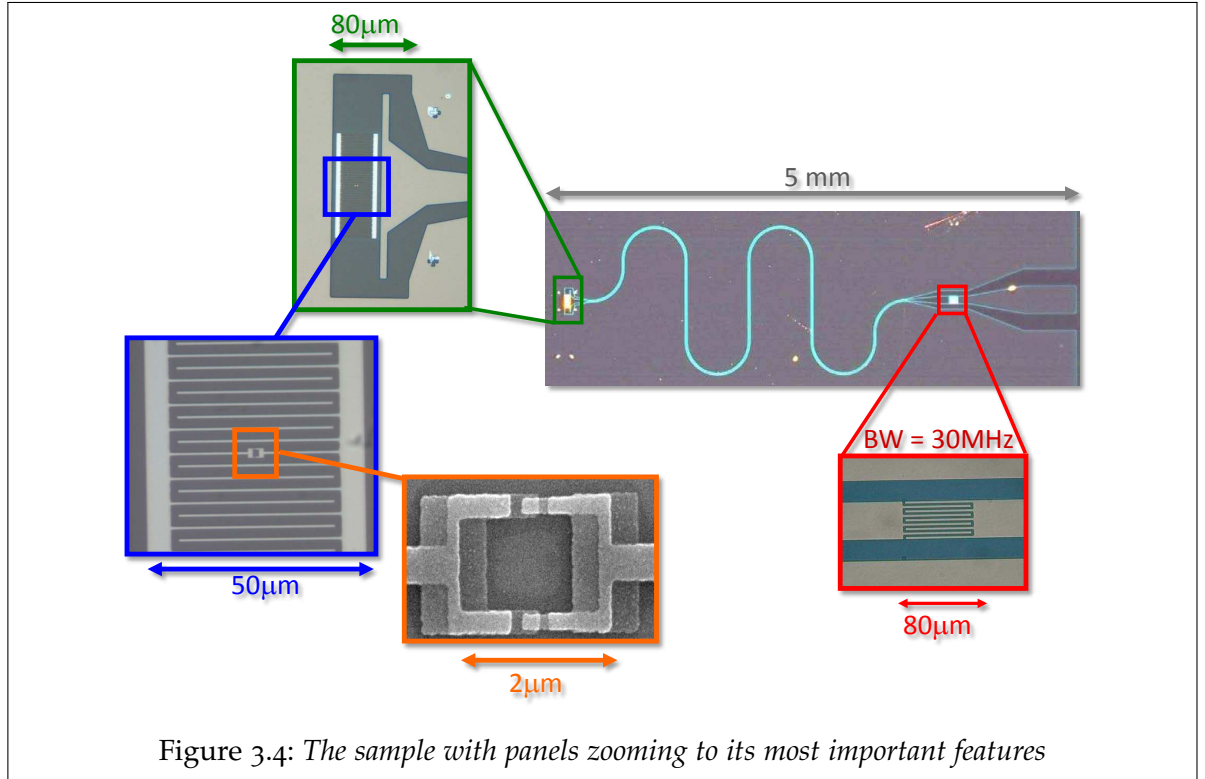 80μm
5 mm
BW = 30MHz
50μm
80μm
2μm
Figure 3.4: The sample with panels zooming to its most important features